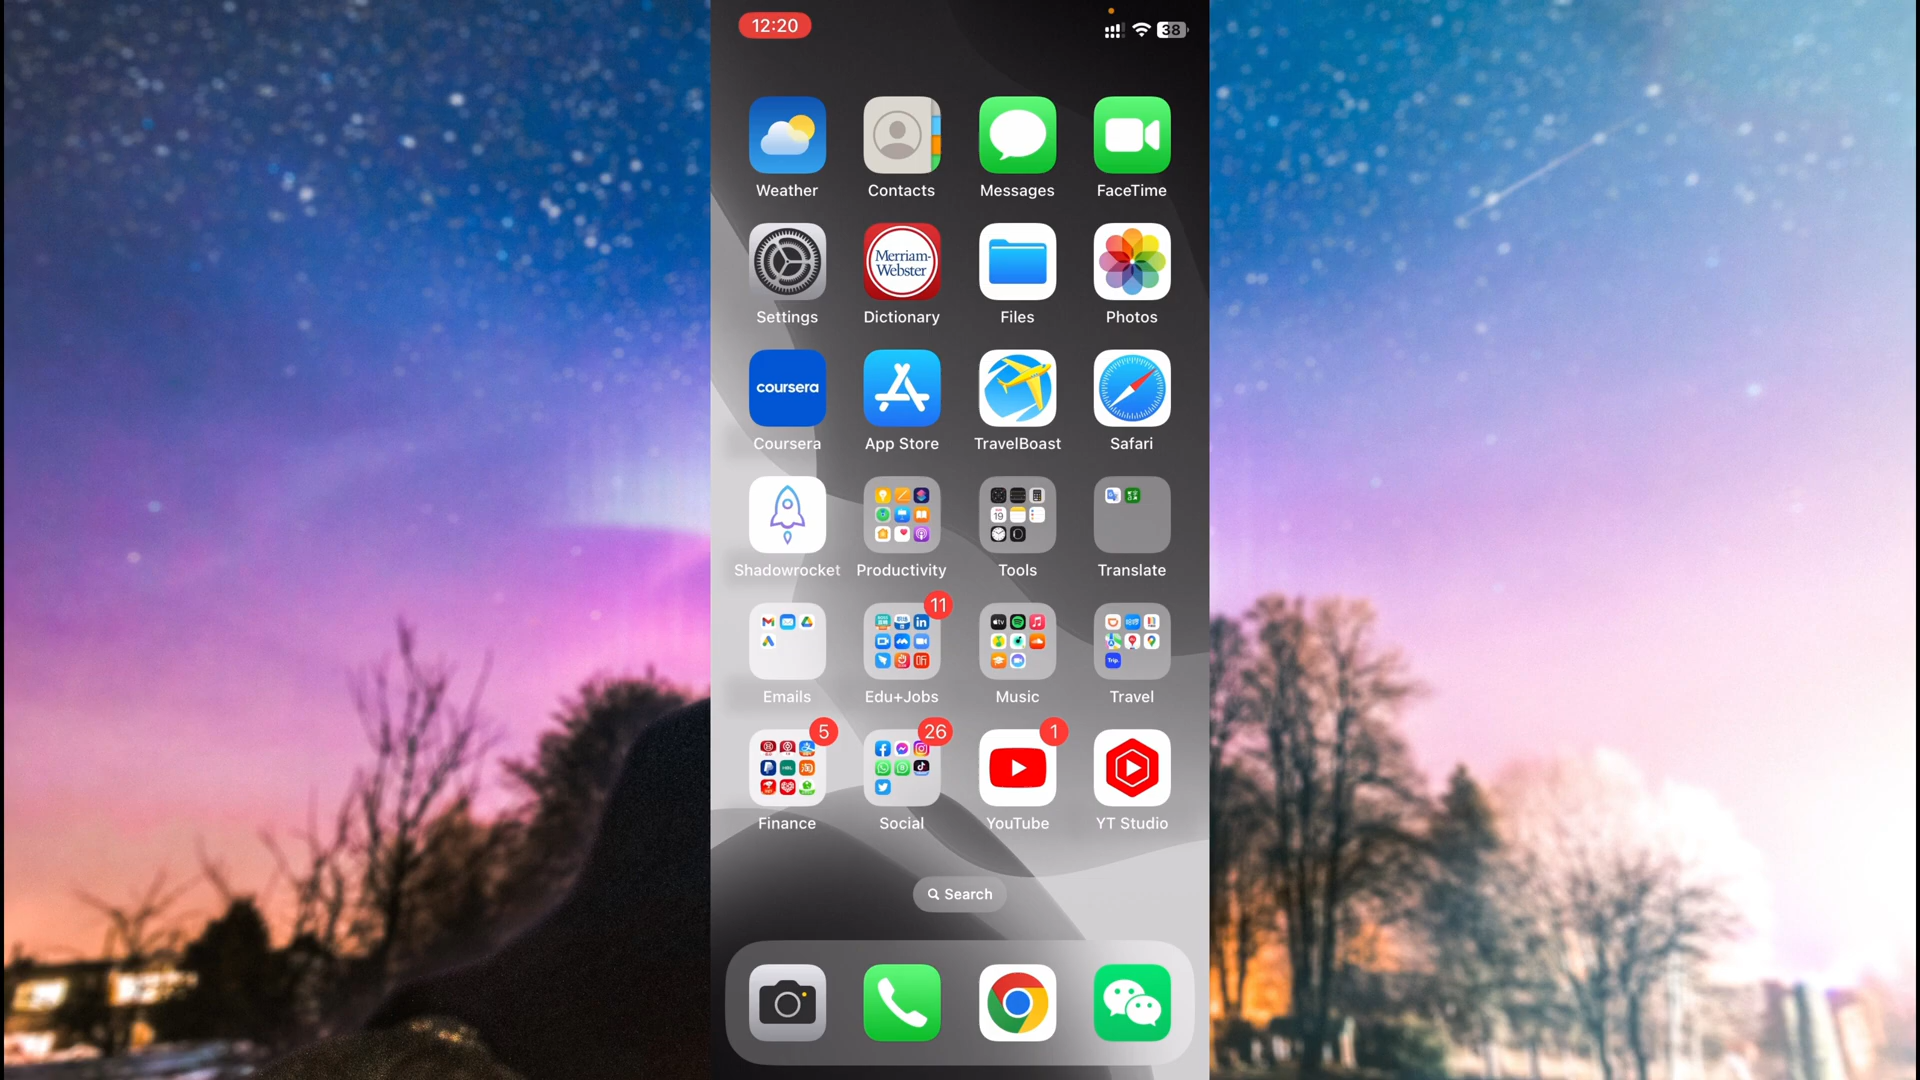 12:20
38
Weather Contacts Messages FaceTime
Merriam-
Webster
Settings Dictionary Files Photos
coursera
Coursera App Store TravelBoast Safari
19
Shadowrocket Productivity Tools Translate
11
Trip.
Emails Edu+Jobs Music Travel
5 26 1
Finance Social YouTube YT Studio
Search